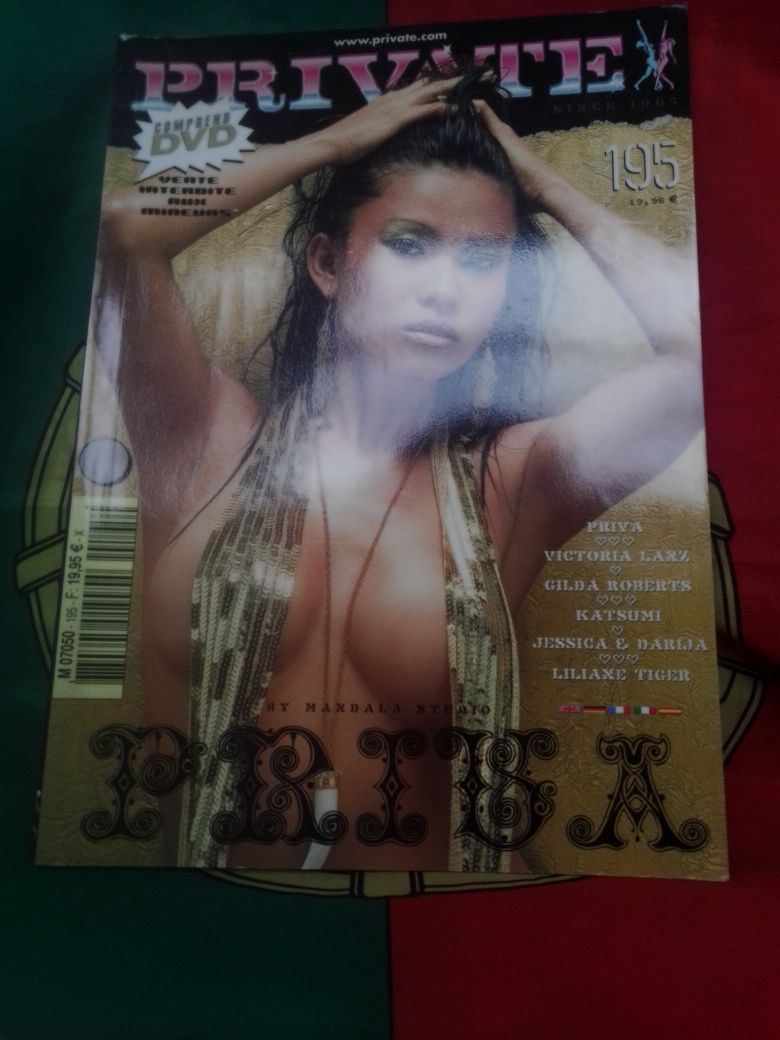 www.private.com
PRIVATE
SINCE 1965
COMPREND
DVD
VENTE
INTERDITE
AUX
MINEURS
195
19,95 €
M 07050 - 195 - F: 19,95 € - X
PRIVA
VICTORIA LANZ
GILDA ROBERTS
KATSUMI
JESSICA & DARIJA
LILIANE TIGER
BY MANDALA STUDIO
PRIVA